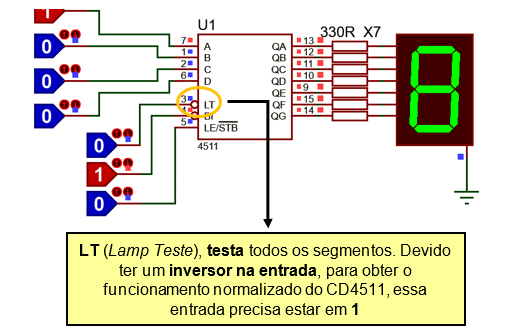 1
U1
330R X7
0
0
0
7
1
2
6
3
4
5
A
B
C
D
LT
BI
LE/STB
QA
QB
QC
QD
QE
QF
QG
13
12
11
10
9
15
14
4511
0
1
0
LT (Lamp Teste), testa todos os segmentos. Devido
ter um inversor na entrada, para obter o
funcionamento normalizado do CD4511, essa
entrada precisa estar em 1